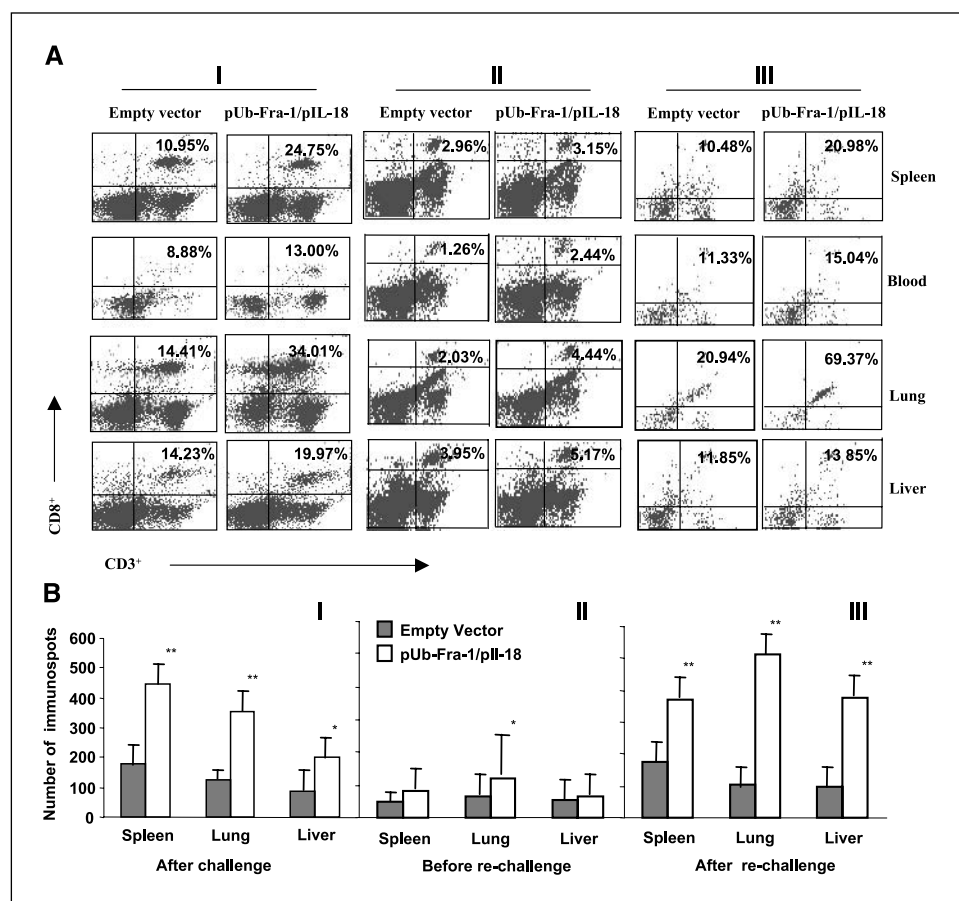 A
I II III
Empty vector pUb-Fra-1/pIL-18 Empty vector pUb-Fra-1/pIL-18 Empty vector pUb-Fra-1/pIL-18
10.95% 24.75% 2.96% 3.15% 10.48% 20.98% Spleen
8.88% 13.00% 1.26% 2.44% 11.33% 15.04% Blood
14.41% 34.01% 2.03% 4.44% 20.94% 69.37% Lung
14.23% 19.97% 3.95% 5.17% 11.85% 13.85% Liver
CD8+
CD3+
B
I II III
Empty Vector
pUb-Fra-1/pll-18
Number of immunospots
600
500
400
300
200
100
0
** ** * * ** ** **
Spleen Lung Liver Spleen Lung Liver Spleen Lung Liver
After challenge Before re-challenge After re-challenge